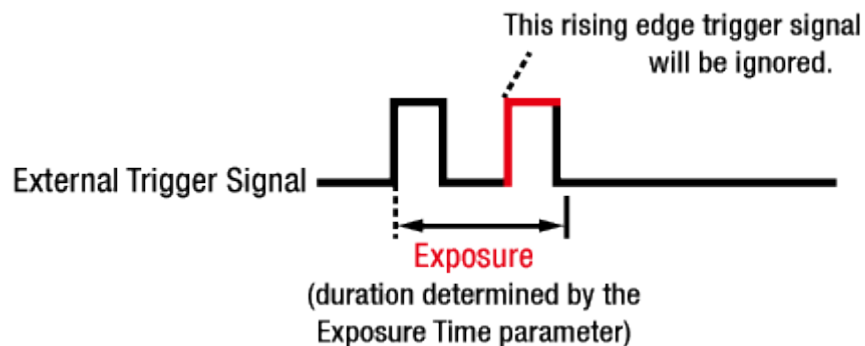 This rising edge trigger signal
will be ignored.
External Trigger Signal
Exposure
(duration determined by the
Exposure Time parameter)